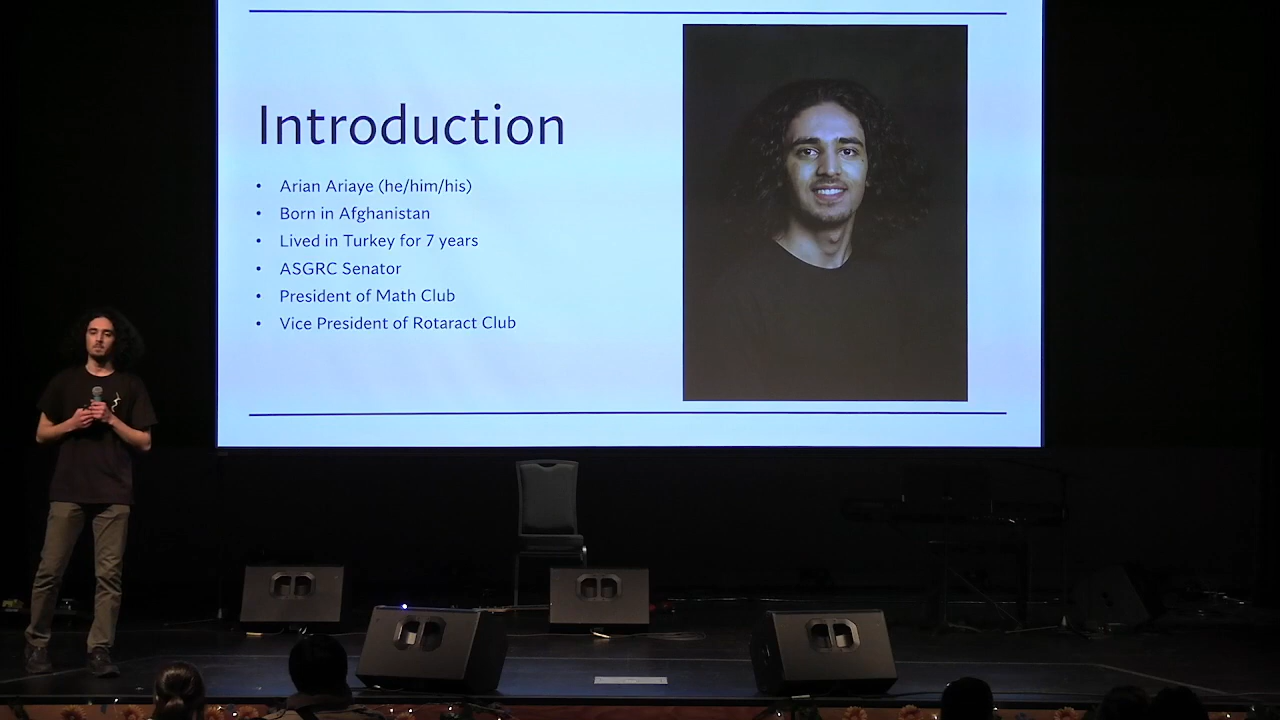 Introduction
• Arian Ariaye (he/him/his)
• Born in Afghanistan
• Lived in Turkey for 7 years
• ASGRC Senator
• President of Math Club
• Vice President of Rotaract Club